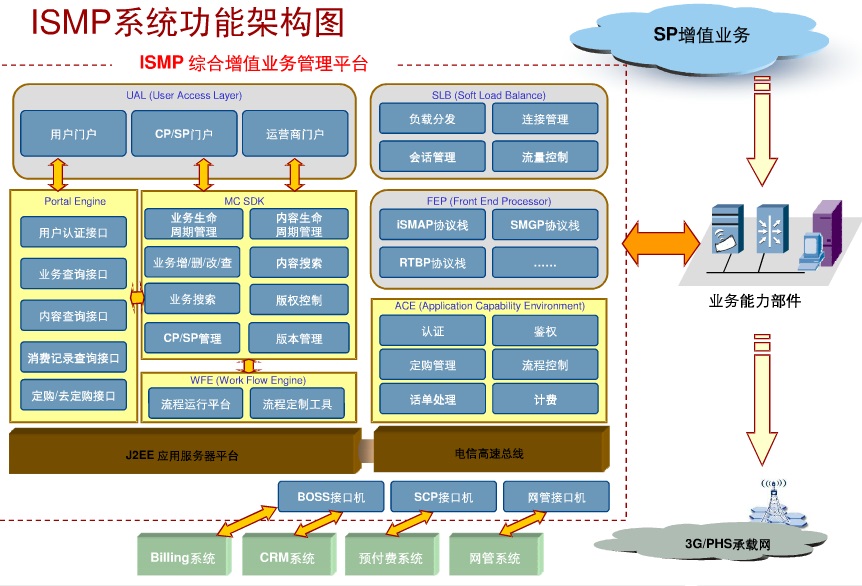 ISMP系统功能架构图
SP增值业务
ISMP 综合增值业务管理平台
UAL (User Access Layer)
用户门户
CP/SP门户
运营商门户
SLB (Soft Load Balance)
负载分发
连接管理
会话管理
流量控制
Portal Engine
用户认证接口
业务查询接口
内容查询接口
消费记录查询接口
定购/去定购接口
MC SDK
业务生命
周期管理
内容生命
周期管理
业务增/删/改/查
内容搜索
业务搜索
版权控制
CP/SP管理
版本管理
WFE (Work Flow Engine)
流程运行平台
流程定制工具
FEP (Front End Processor)
iSMAP协议栈
SMGP协议栈
RTBP协议栈
……
ACE (Application Capability Environment)
认证
鉴权
定购管理
流程控制
话单处理
计费
业务能力部件
J2EE 应用服务器平台
电信高速总线
BOSS接口机
SCP接口机
网管接口机
Billing系统
CRM系统
预付费系统
网管系统
3G/PHS承载网